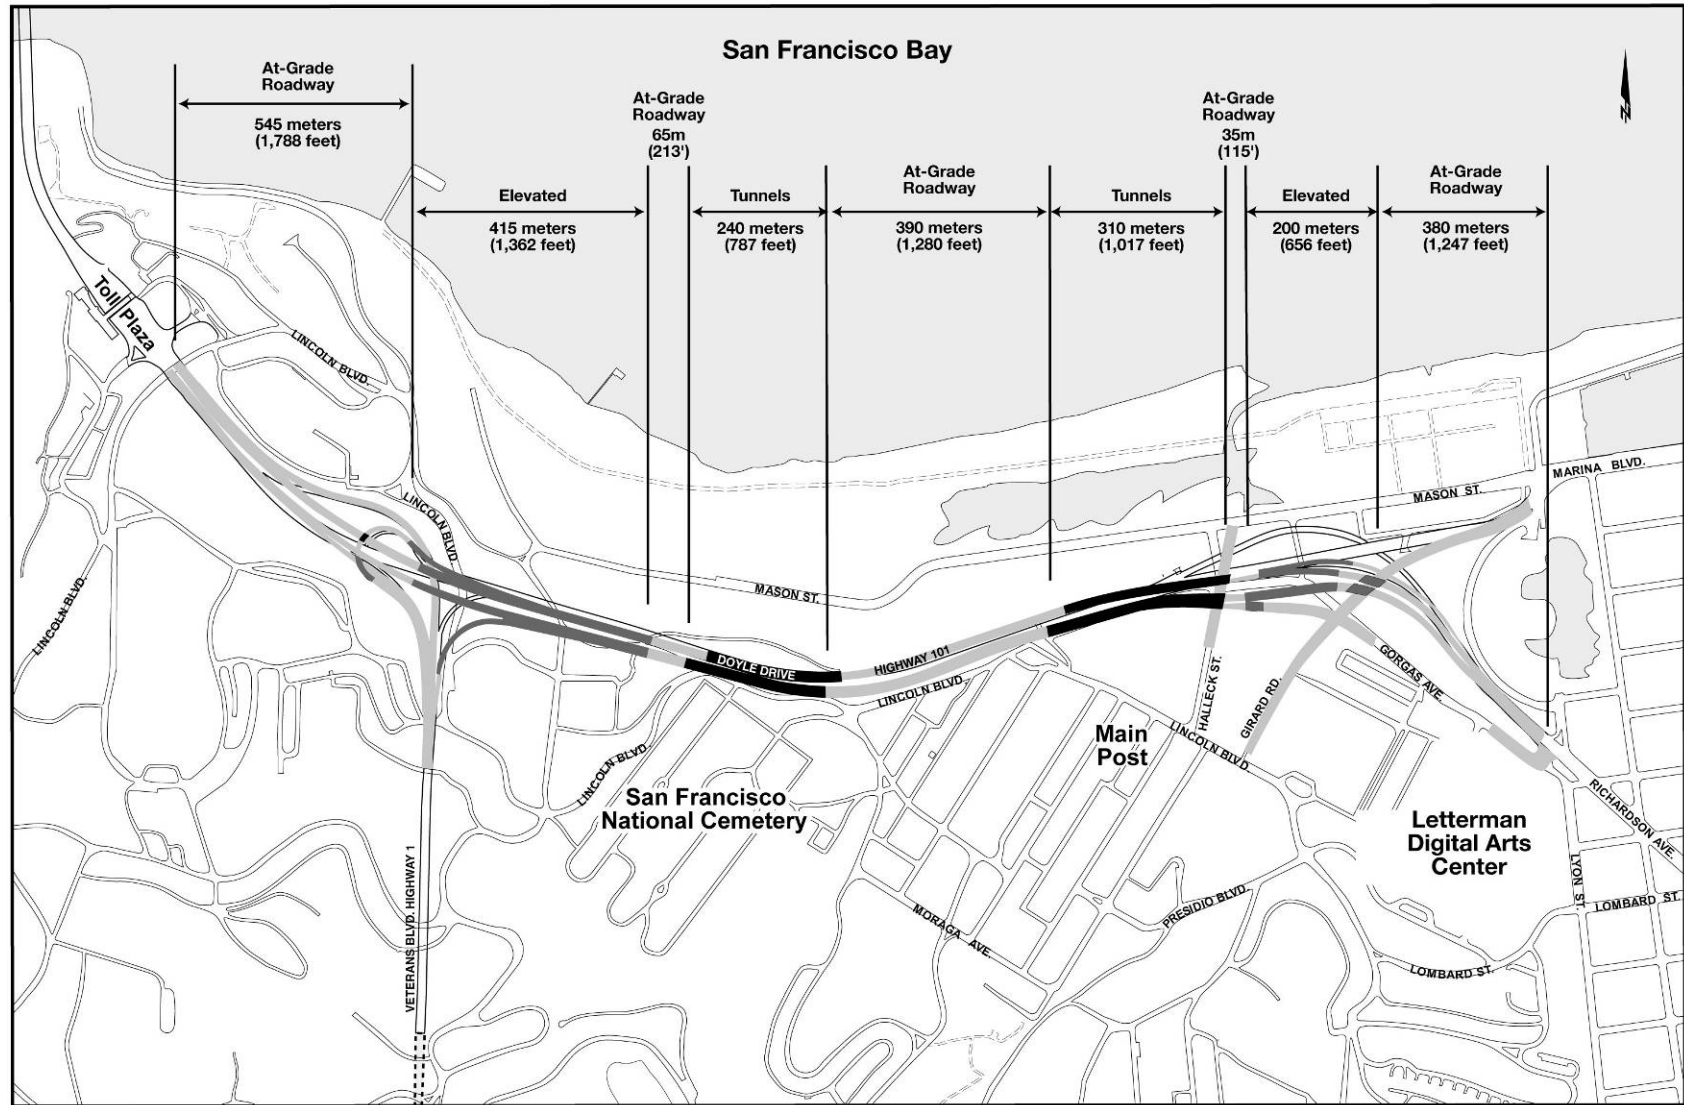 San Francisco Bay
At-Grade
Roadway
545 meters
(1,788 feet)
At-Grade
Roadway
65m
(213')
At-Grade
Roadway
35m
(115')
N
Elevated
415 meters
(1,362 feet)
Tunnels
240 meters
(787 feet)
At-Grade
Roadway
390 meters
(1,280 feet)
Tunnels
310 meters
(1,017 feet)
Elevated
200 meters
(656 feet)
At-Grade
Roadway
380 meters
(1,247 feet)
Toll
Plaza
LINCOLN BLVD.
LINCOLN BLVD
LINCOLN BLVD.
MARINA BLVD.
MASON ST.
MASON ST.
DOYLE DRIVE
HIGHWAY 101
LINCOLN BLVD.
HALLECK ST.
GIRARD RD.
GORGAS AVE
LINCOLN BLVD.
Main
Post
LINCOLN BLVD.
San Francisco
National Cemetery
Letterman
Digital Arts
Center
RICHARDSON AVE.
LYON ST.
LOMBARD ST.
VETERANS BLVD. HIGHWAY 1
MORAGA AVE.
PRESIDIO BLVD.
LOMBARD ST.